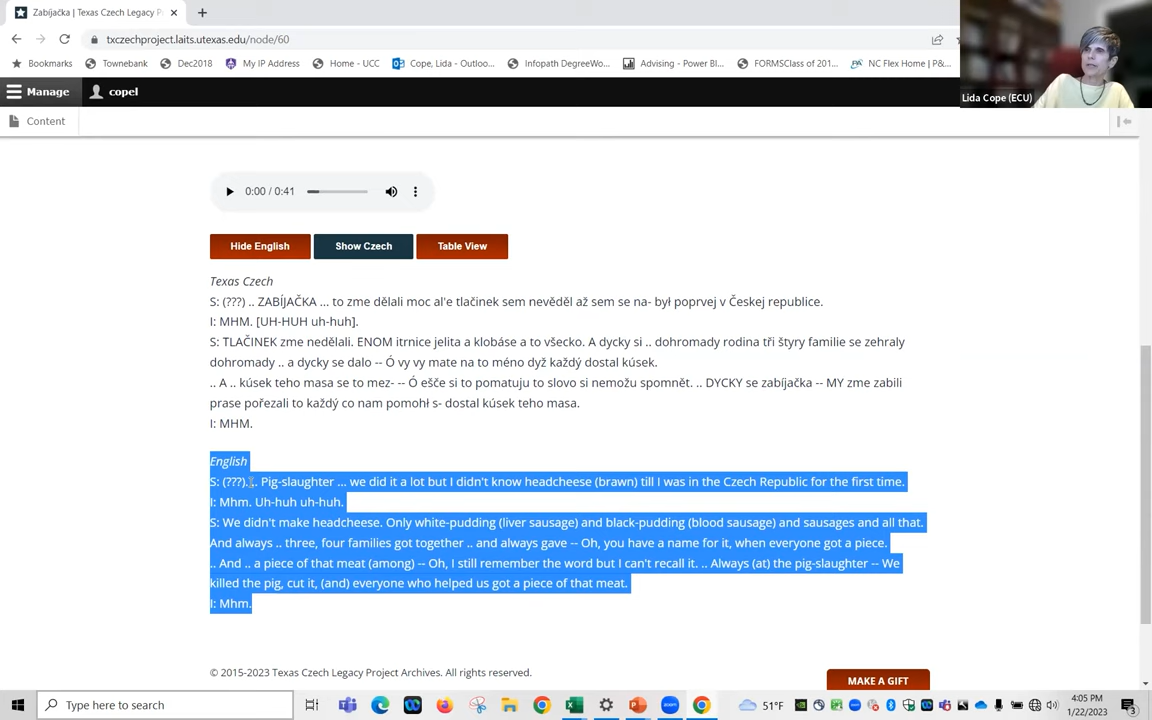 Zabíjačka | Texas Czech Legacy P
txczechproject.laits.utexas.edu/node/60
Bookmarks Townebank Dec2018 My IP Address Home - UCC Cope, Lida - Outloo... Infopath DegreeWo... Advising - Power BI... FORMSClass of 201... NC Flex Home | P&...
Lida Cope (ECU)
Manage copel
Content
0:00 / 0:41
Hide English Show Czech Table View
Texas Czech
S: (???) .. ZABÍJAČKA ... to zme dělali moc al'e tlačinek sem nevěděl až sem se na- był poprvej v Českej republice.
I: MHM. [UH-HUH uh-huh].
S: TLAČINEK zme nedělali. ENOM itrnice jelita a klobáse a to všecko. A dycky si .. dohromady rodina tři štyry familie se zehraly
dohromady .. a dycky se dalo -- Ó vy vy mate na to méno dyž každý dostal kúsek.
.. A .. kúsek teho masa se to mez- -- Ó ešče si to pomatuju to slovo si nemožu spomnět. .. DYCKY se zabíjačka -- MY zme zabili
prase pořezali to každý co nam pomohł s- dostal kúsek teho masa.
I: MHM.
English
S: (???)... Pig-slaughter ... we did it a lot but I didn't know headcheese (brawn) till I was in the Czech Republic for the first time.
I: Mhm. Uh-huh uh-huh.
S: We didn't make headcheese. Only white-pudding (liver sausage) and black-pudding (blood sausage) and sausages and all that.
And always .. three, four families got together .. and always gave -- Oh, you have a name for it, when everyone got a piece.
.. And .. a piece of that meat (among) -- Oh, I still remember the word but I can't recall it. .. Always (at) the pig-slaughter -- We
killed the pig, cut it, (and) everyone who helped us got a piece of that meat.
I: Mhm.
© 2015-2023 Texas Czech Legacy Project Archives. All rights reserved.
MAKE A GIFT
Type here to search
51°F
4:05 PM
1/22/2023
3